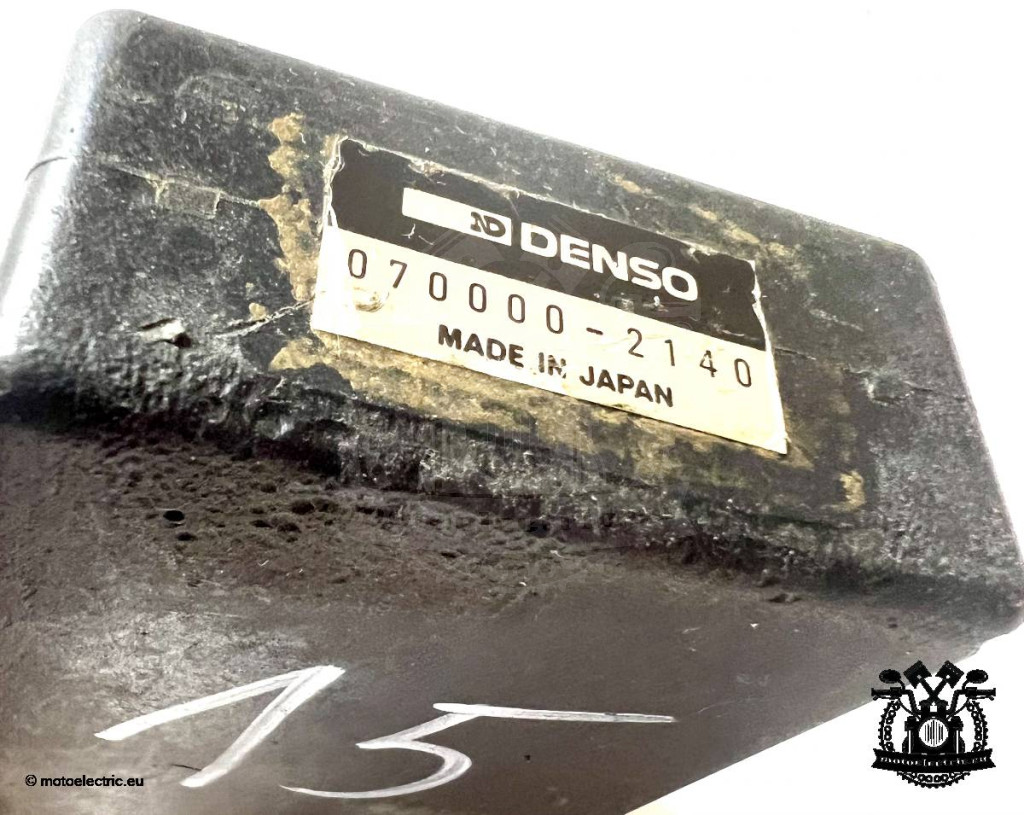 ND DENSO
070000-2140
MADE IN JAPAN
15
© motoelectric.eu